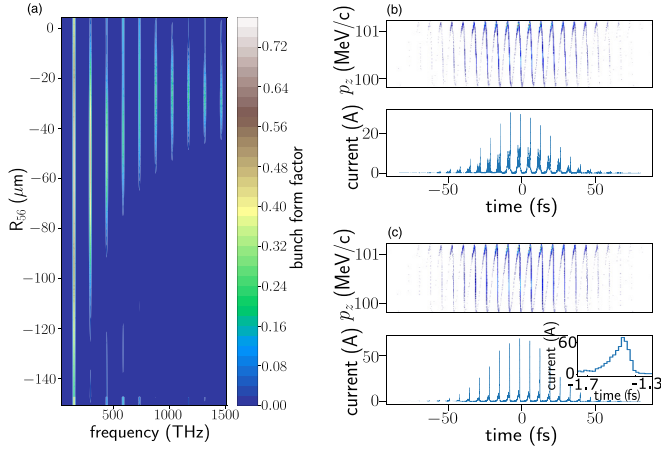 (a)
0
−20
−40
−60
−80
−100
−120
−140
R56 (μm)
500
1000
1500
frequency (THz)
0.72
0.64
0.56
0.48
0.40
0.32
0.24
0.16
0.08
0.00
bunch form factor
(b)
101
100
pz (MeV/c)
20
0
current (A)
−50
0
50
time (fs)
(c)
101
100
pz (MeV/c)
50
0
current (A)
−50
0
50
time (fs)
60
0
current (A)
−1.7
−1.3
time (fs)